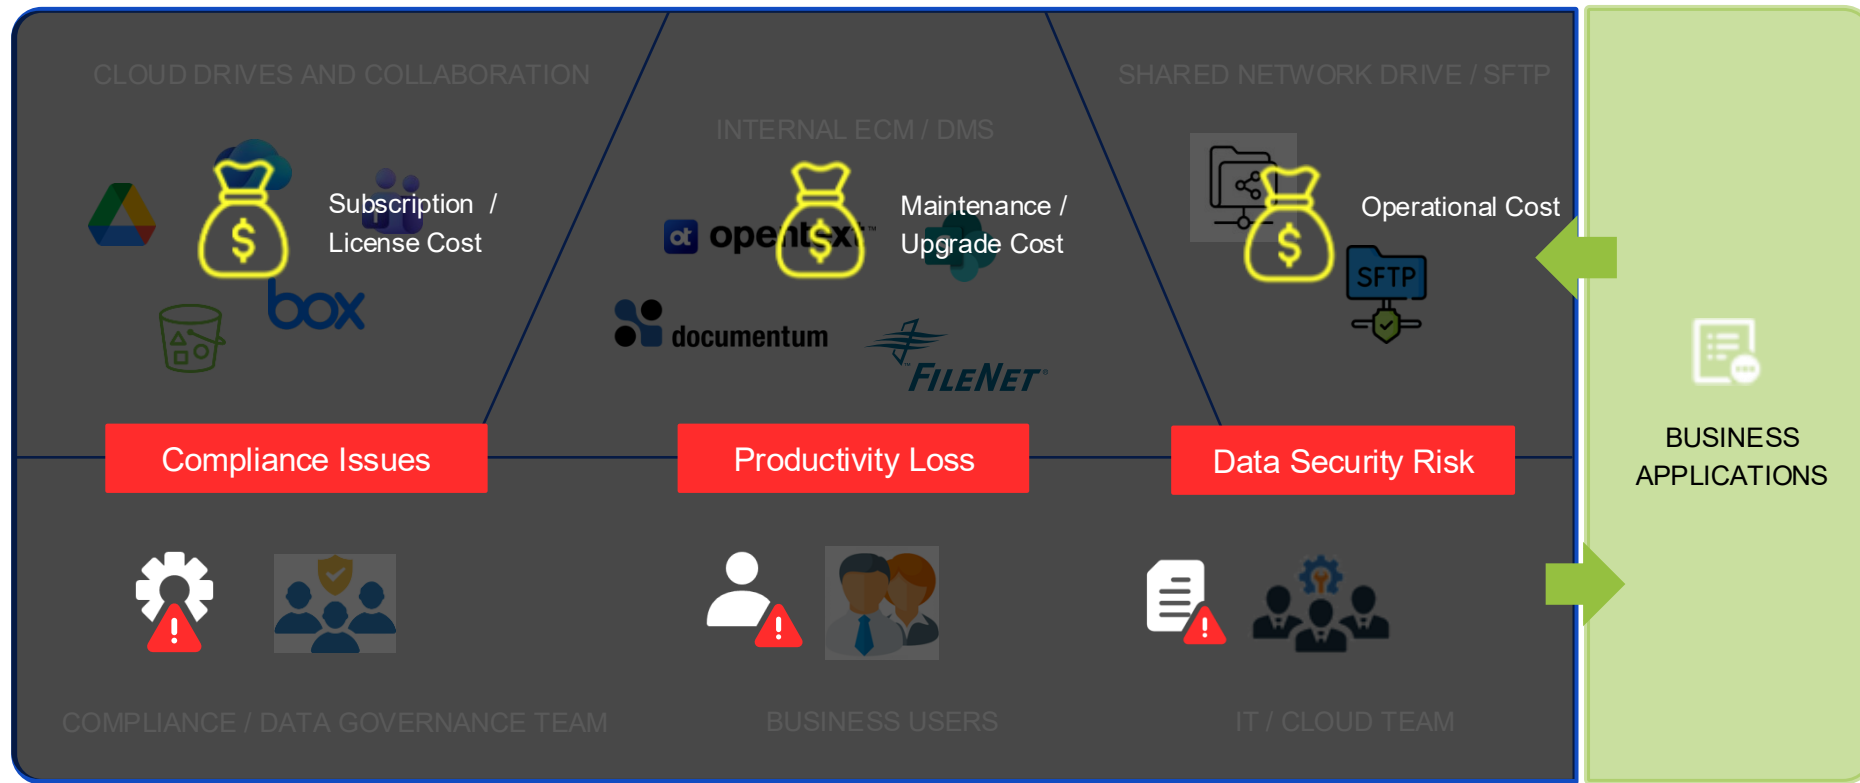 CLOUD DRIVES AND COLLABORATION
SHARED NETWORK DRIVE / SFTP
INTERNAL ECM / DMS
Subscription /
License Cost
Maintenance /
Upgrade Cost
Operational Cost
ot opentext™
SFTP
box
documentum
FILENET®
Compliance Issues
Productivity Loss
Data Security Risk
BUSINESS
APPLICATIONS
COMPLIANCE / DATA GOVERNANCE TEAM
BUSINESS USERS
IT / CLOUD TEAM